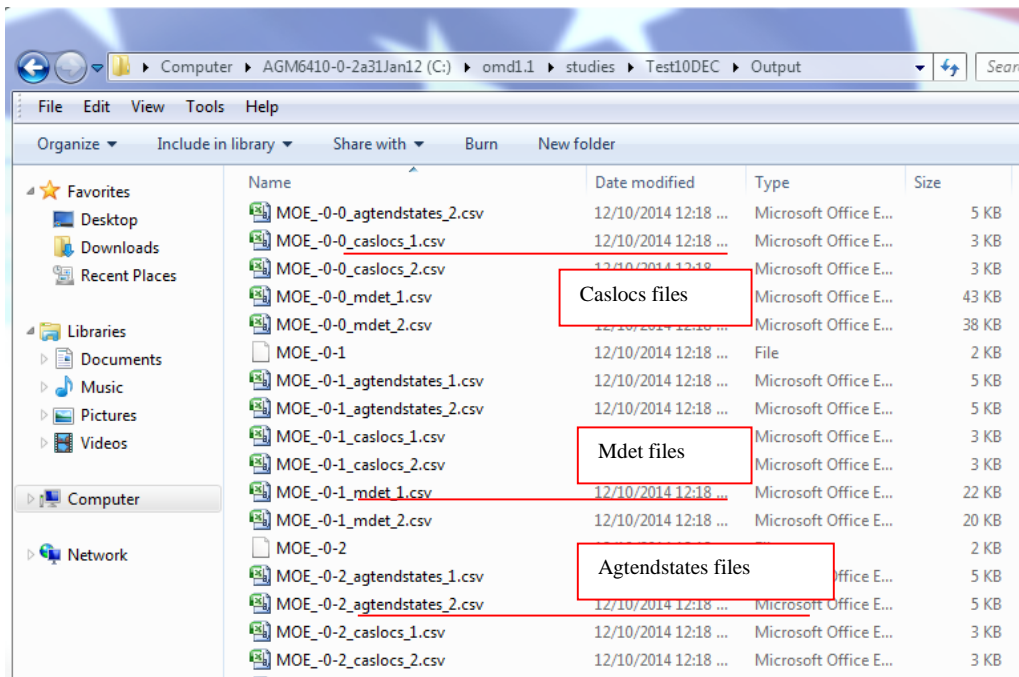 Computer ▸ AGM6410-0-2a31Jan12 (C:) ▸ omd1.1 ▸ studies ▸ Test10DEC ▸ Output
File Edit View Tools Help
Organize Include in library Share with Burn New folder
Favorites
Desktop
Downloads
Recent Places
Libraries
Documents
Music
Pictures
Videos
Computer
Network
Name Date modified Type Size
MOE_-0-0_agtendstates_2.csv 12/10/2014 12:18 ... Microsoft Office E... 5 KB
MOE_-0-0_caslocs_1.csv 12/10/2014 12:18 ... Microsoft Office E... 3 KB
MOE_-0-0_caslocs_2.csv 12/10/2014 12:18 ... Microsoft Office E... 3 KB
Caslocs files
MOE_-0-0_mdet_1.csv Microsoft Office E... 43 KB
MOE_-0-0_mdet_2.csv 12/10/2014 12:18 ... Microsoft Office E... 38 KB
MOE_-0-1 12/10/2014 12:18 ... File 2 KB
MOE_-0-1_agtendstates_1.csv 12/10/2014 12:18 ... Microsoft Office E... 5 KB
MOE_-0-1_agtendstates_2.csv 12/10/2014 12:18 ... Microsoft Office E... 5 KB
MOE_-0-1_caslocs_1.csv Microsoft Office E... 3 KB
Mdet files
MOE_-0-1_caslocs_2.csv Microsoft Office E... 3 KB
MOE_-0-1_mdet_1.csv 12/10/2014 12:18 ... Microsoft Office E... 22 KB
MOE_-0-1_mdet_2.csv 12/10/2014 12:18 ... Microsoft Office E... 20 KB
MOE_-0-2 2 KB
Agtendstates files
MOE_-0-2_agtendstates_1.csv ffice E... 5 KB
MOE_-0-2_agtendstates_2.csv 12/10/2014 12:18 ... Microsoft Office E... 5 KB
MOE_-0-2_caslocs_1.csv 12/10/2014 12:18 ... Microsoft Office E... 3 KB
MOE_-0-2_caslocs_2.csv 12/10/2014 12:18 ... Microsoft Office E... 3 KB